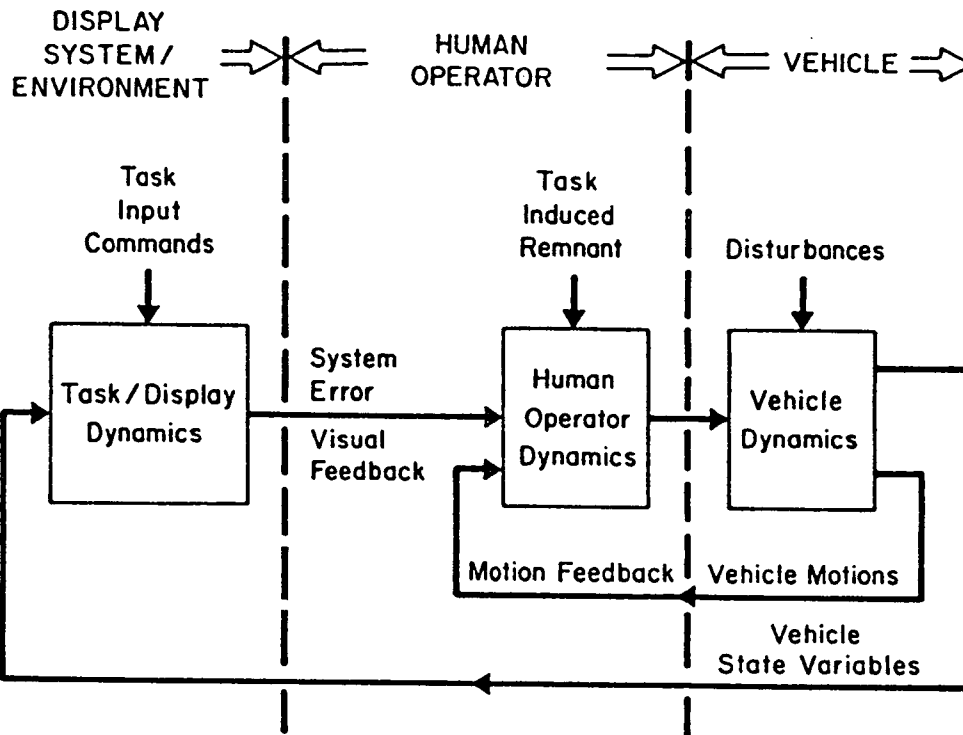 DISPLAY
SYSTEM/
ENVIRONMENT
HUMAN
OPERATOR
VEHICLE
Task
Input
Commands
Task
Induced
Remnant
Disturbances
Task/Display
Dynamics
System
Error
Visual
Feedback
Human
Operator
Dynamics
Vehicle
Dynamics
Motion Feedback
Vehicle Motions
Vehicle
State Variables